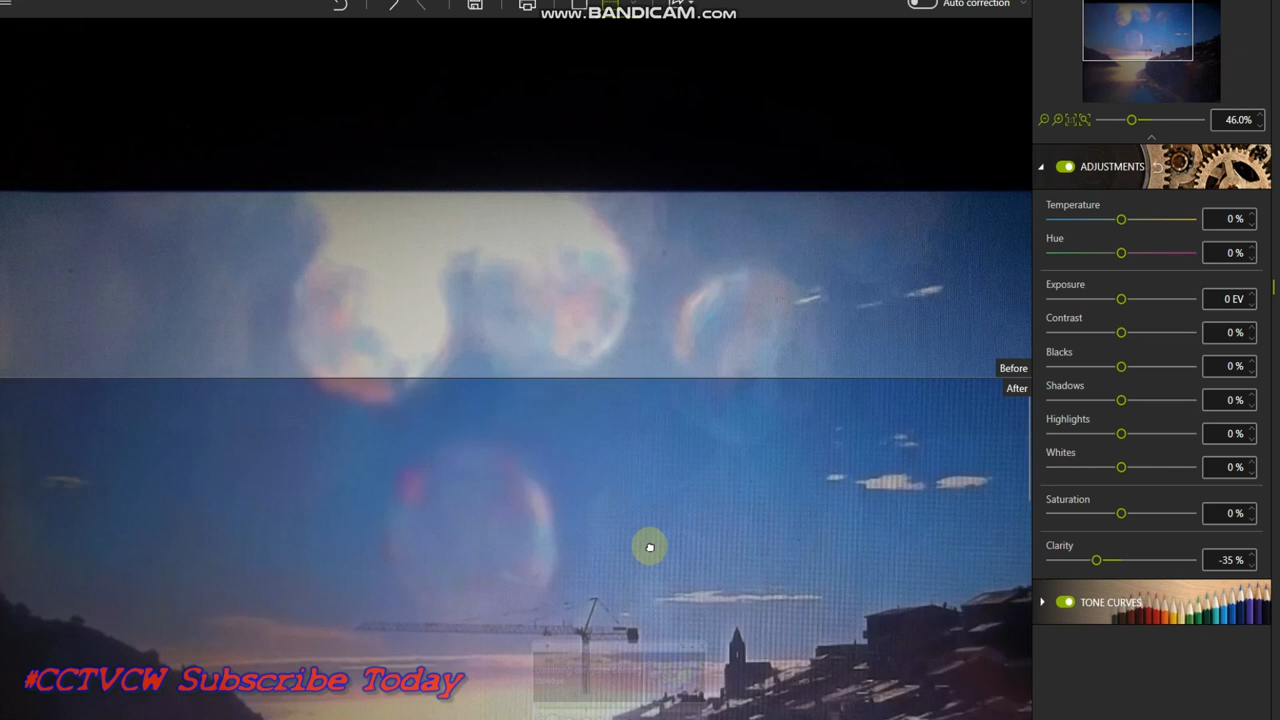 Auto correction
www.BANDICAM.com
46.0%
ADJUSTMENTS
Temperature
0 %
Hue
0 %
Exposure
0 EV
Contrast
0 %
Blacks
0 %
Shadows
0 %
Highlights
0 %
Whites
0 %
Saturation
0 %
Clarity
-35 %
TONE CURVES
Before
After
#CCTVCW Subscribe Today